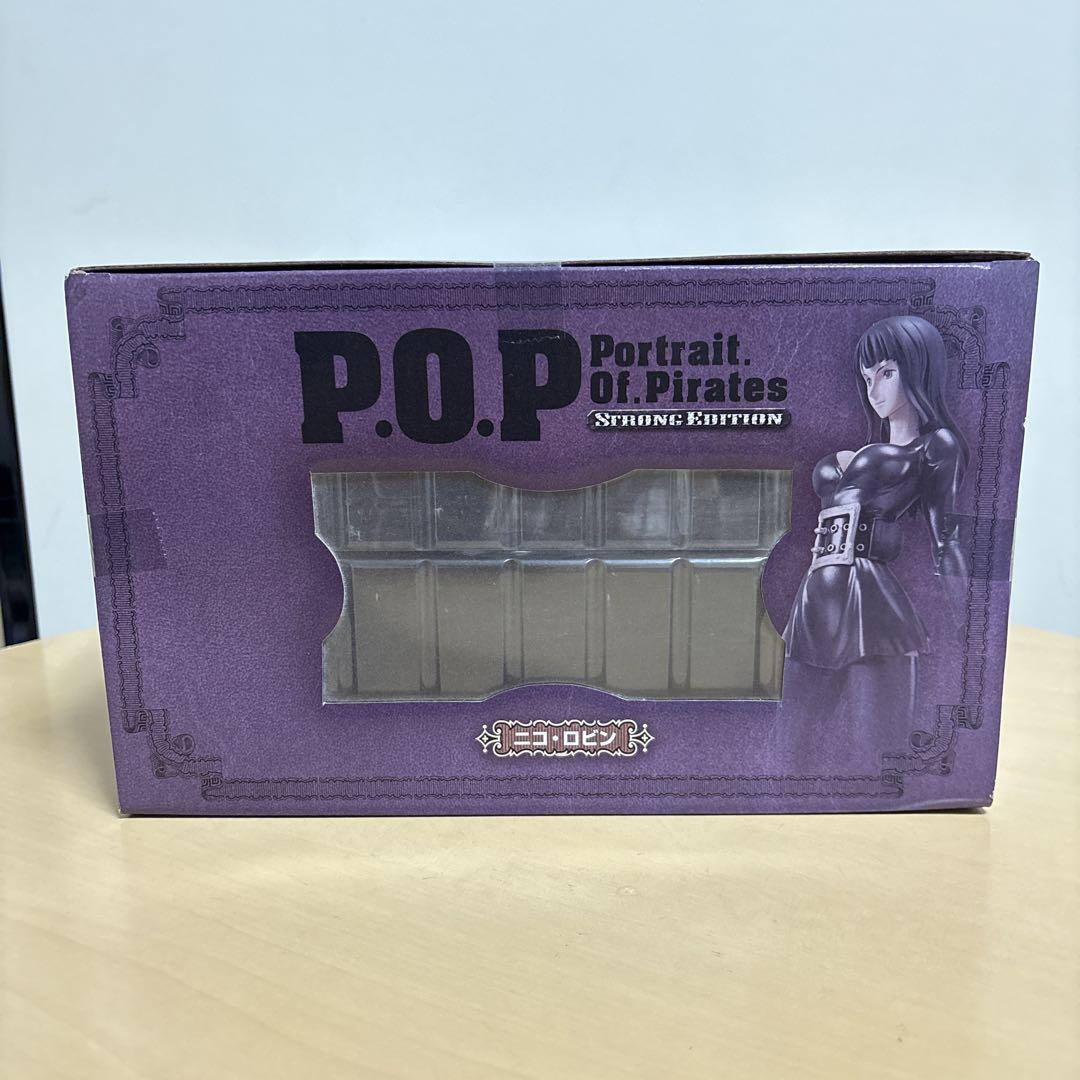 P.O.P
Portrait.
Of.Pirates
STRONG EDITION
ニコ・ロビン